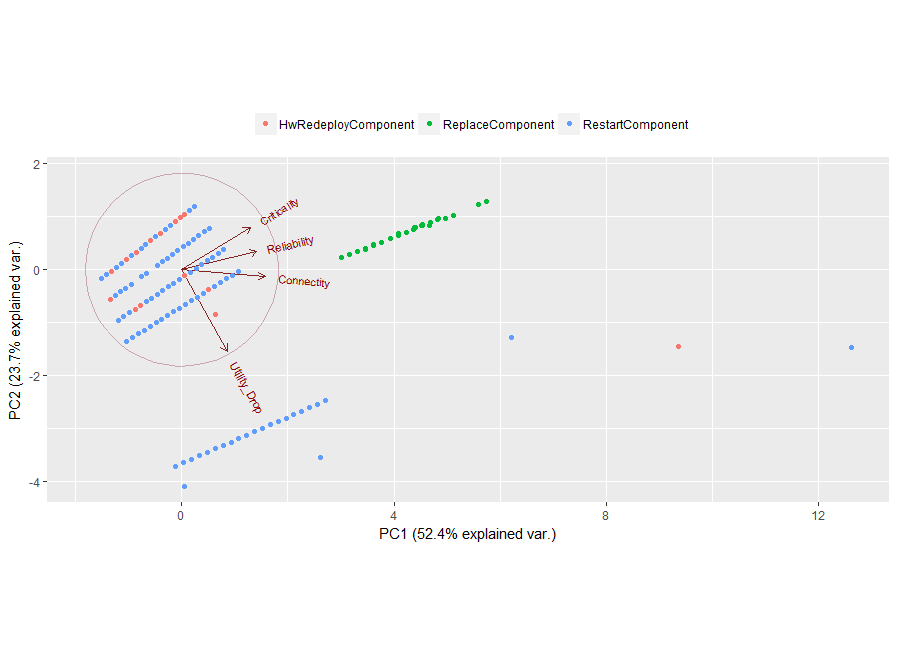 HwRedeployComponent ReplaceComponent RestartComponent
2
0
-2
-4
PC2 (23.7% explained var.)
Criticality
Reliability
Connectity
Utility_Drop
0 4 8 12
PC1 (52.4% explained var.)